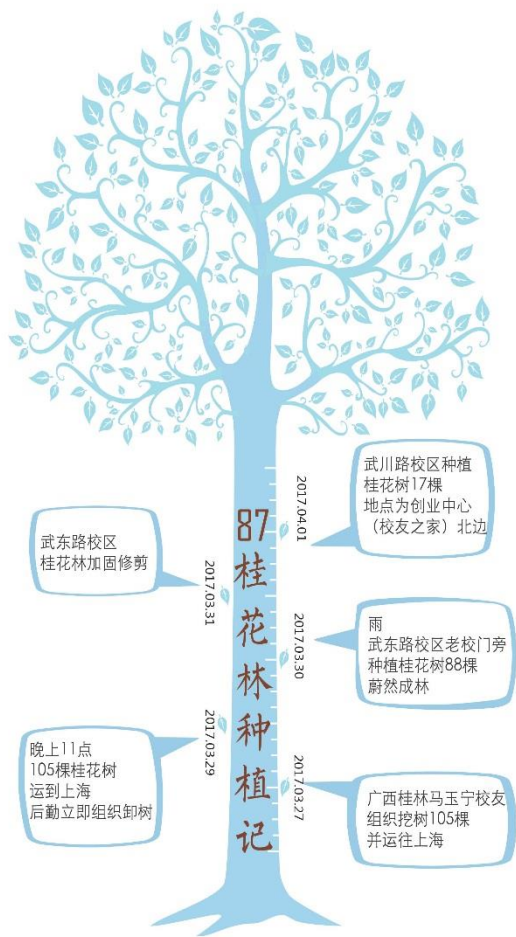 武川路校区种植
桂花树17棵
地点为创业中心
（校友之家）北边
2017.04.01
武东路校区
桂花林加固修剪
2017.03.31
雨
武东路校区老校门旁
种植桂花树88棵
蔚然成林
2017.03.30
晚上11点
105棵桂花树
运到上海
后勤立即组织卸树
2017.03.29
广西桂林马玉宁校友
组织挖树105棵
并运往上海
2017.03.27
87桂花林种植记